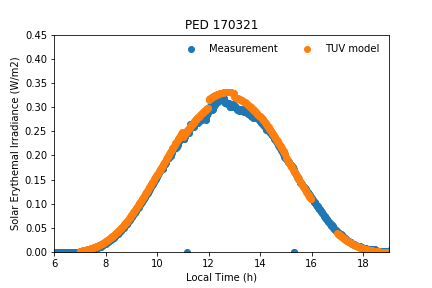 PED 170321
Measurement TUV model
Solar Erythemal Irradiance (W/m2)
0.45
0.40
0.35
0.30
0.25
0.20
0.15
0.10
0.05
0.00
6 8 10 12 14 16 18
Local Time (h)